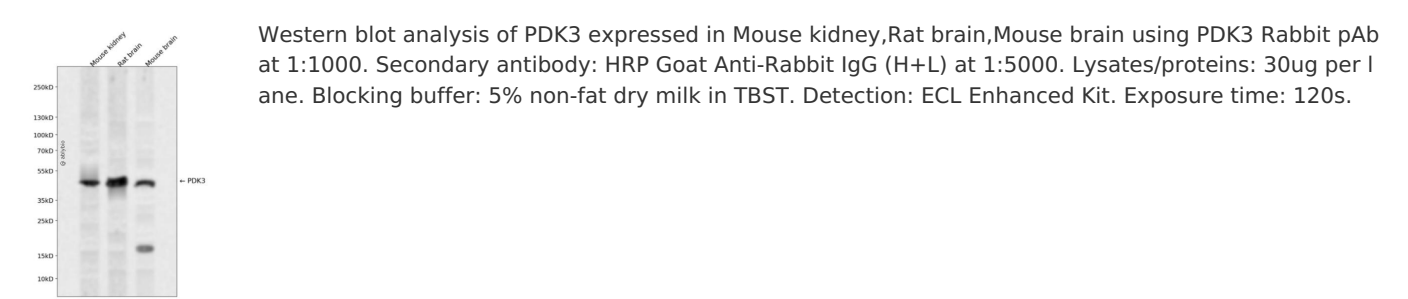 Western blot analysis of PDK3 expressed in Mouse kidney,Rat brain,Mouse brain using PDK3 Rabbit pAb
at 1:1000. Secondary antibody: HRP Goat Anti-Rabbit IgG (H+L) at 1:5000. Lysates/proteins: 30ug per l
ane. Blocking buffer: 5% non-fat dry milk in TBST. Detection: ECL Enhanced Kit. Exposure time: 120s.
Mouse kidney
Rat brain
Mouse brain
250kD
130kD
100kD
70kD
55kD
35kD
25kD
15kD
10kD
← PDK3